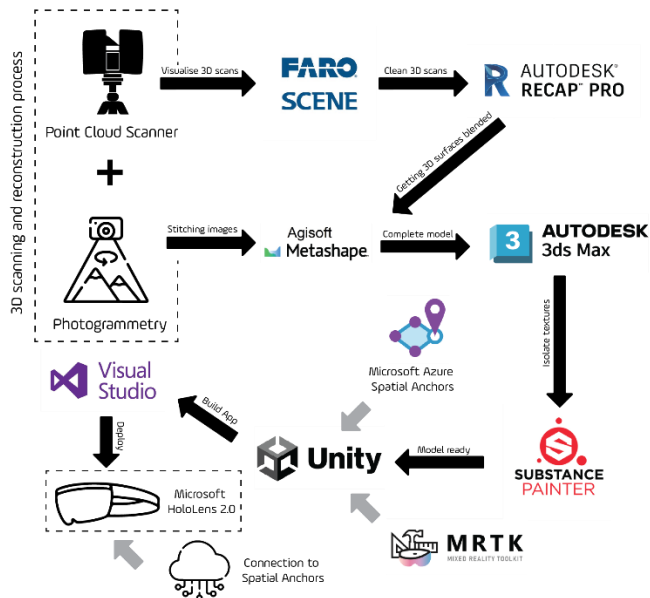 3D scanning and reconstruction process
Point Cloud Scanner
Visualise 3D scans
FARO
SCENE
Clean 3D scans
AUTODESK®
RECAP™ PRO
Getting 3D surfaces blended
+
Photogrammetry
Stitching images
Agisoft
Metashape
Complete model
3
AUTODESK
3ds Max
Isolate textures
Microsoft Azure
Spatial Anchors
Visual
Studio
Build App
Deploy
Unity
Model ready
SUBSTANCE
PAINTER
Microsoft
HoloLens 2.0
Connection to
Spatial Anchors
MRTK
MIXED REALITY TOOLKIT